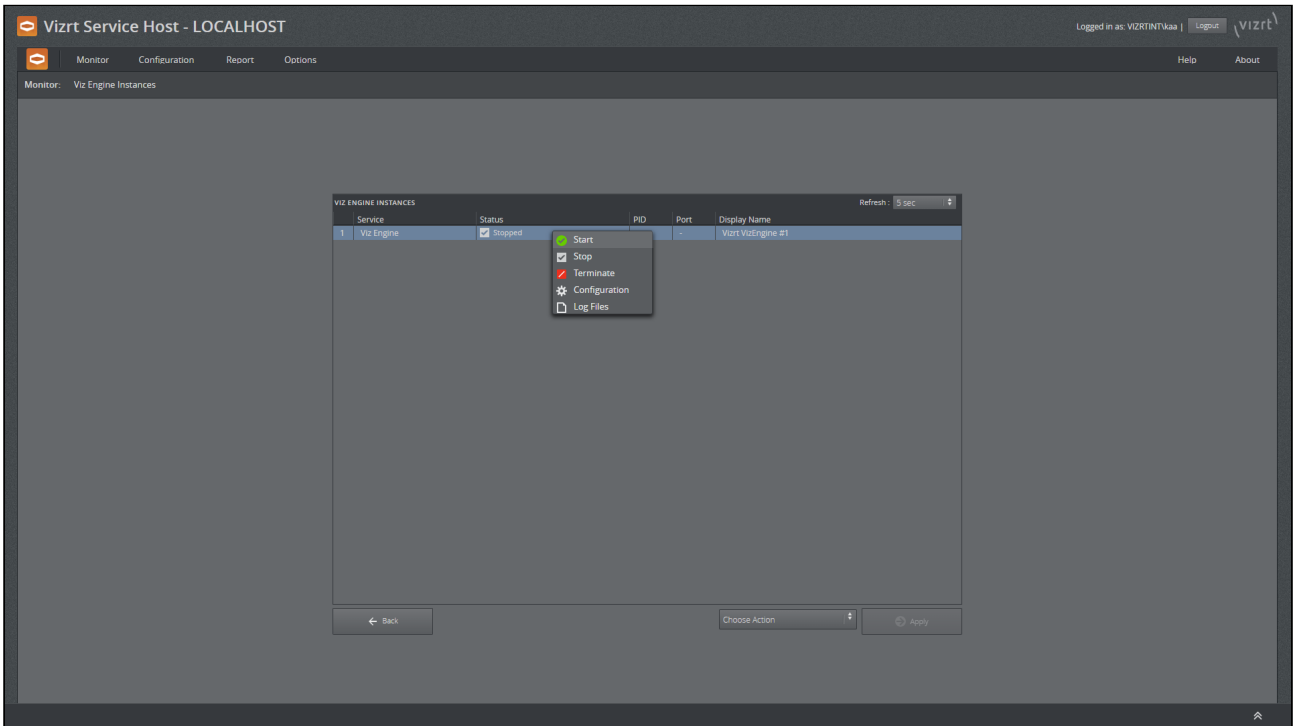 Vizrt Service Host - LOCALHOST
Logged in as: VIZRTINT\kaa | Logout vizrt
Monitor Configuration Report Options Help About
Monitor: Viz Engine Instances
VIZ ENGINE INSTANCES Refresh : 5 sec
Service Status PID Port Display Name
1 Viz Engine Stopped - Vizrt VizEngine #1
Start
Stop
Terminate
Configuration
Log Files
Back Choose Action Apply